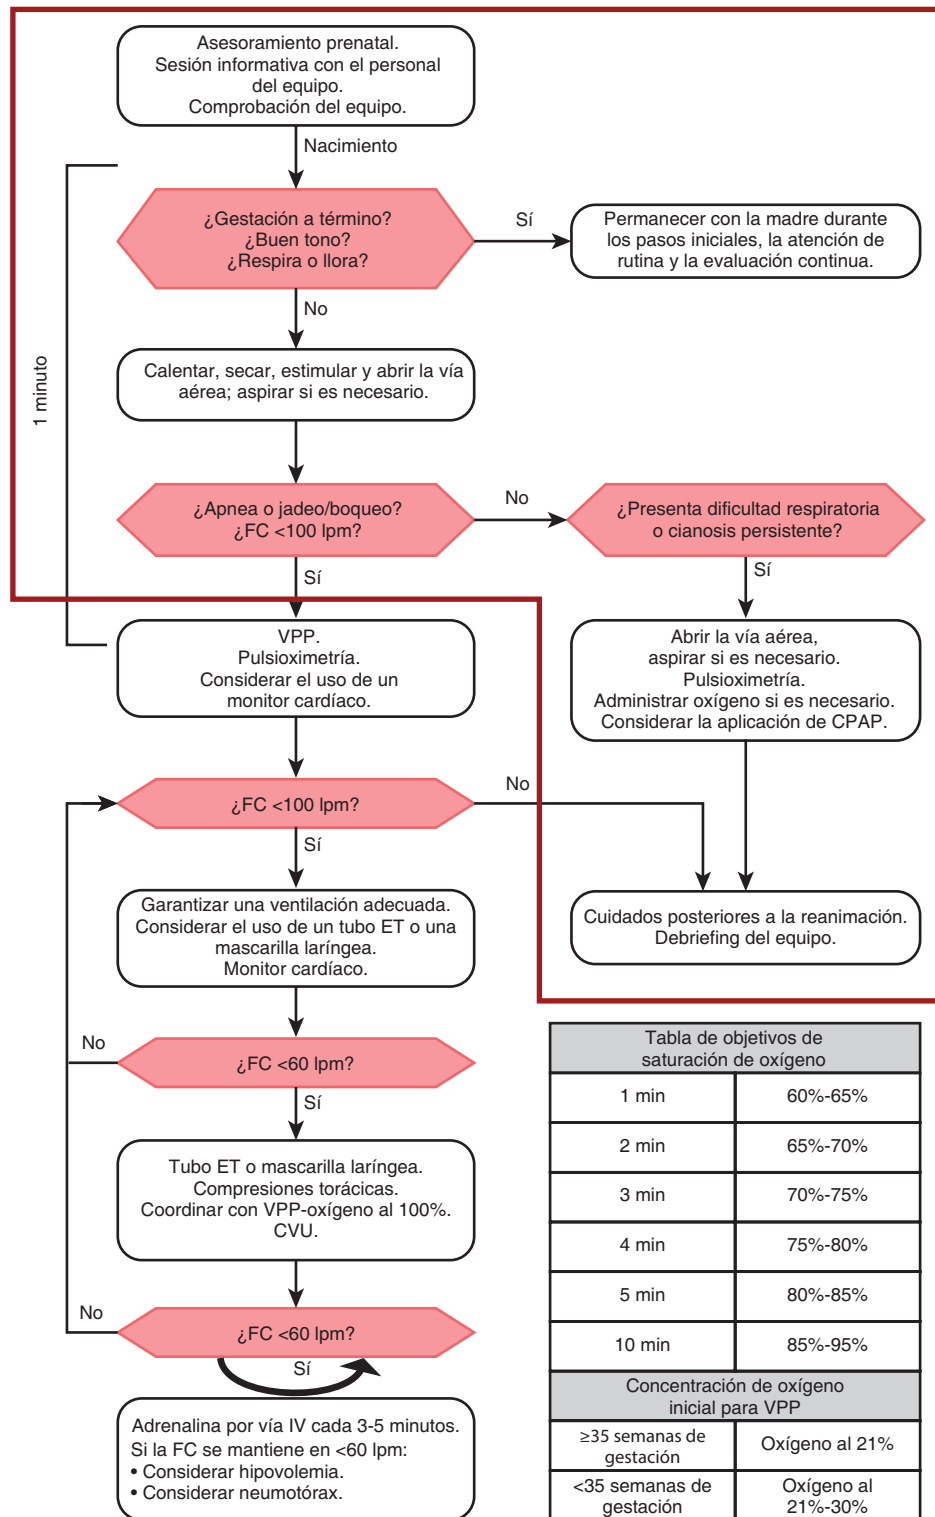 Asesoramiento prenatal.
Sesión informativa con el personal
del equipo.
Comprobación del equipo.
Nacimiento
¿Gestación a término?
¿Buen tono?
¿Respira o llora?
Sí
Permanecer con la madre durante
los pasos iniciales, la atención de
rutina y la evaluación continua.
No
1 minuto
Calentar, secar, estimular y abrir la vía
aérea; aspirar si es necesario.
¿Apnea o jadeo/boqueo?
¿FC <100 lpm?
No
¿Presenta dificultad respiratoria
o cianosis persistente?
Sí
Sí
VPP.
Pulsioximetría.
Considerar el uso de un
monitor cardíaco.
Abrir la vía aérea,
aspirar si es necesario.
Pulsioximetría.
Administrar oxígeno si es necesario.
Considerar la aplicación de CPAP.
¿FC <100 lpm?
No
Sí
Garantizar una ventilación adecuada.
Considerar el uso de un tubo ET o una
mascarilla laríngea.
Monitor cardíaco.
Cuidados posteriores a la reanimación.
Debriefing del equipo.
¿FC <60 lpm?
No
Sí
Tubo ET o mascarilla laríngea.
Compresiones torácicas.
Coordinar con VPP-oxígeno al 100%.
CVU.
¿FC <60 lpm?
No
Sí
Adrenalina por vía IV cada 3-5 minutos.
Si la FC se mantiene en <60 lpm:
• Considerar hipovolemia.
• Considerar neumotórax.
Tabla de objetivos de
saturación de oxígeno
1 min 60%-65%
2 min 65%-70%
3 min 70%-75%
4 min 75%-80%
5 min 80%-85%
10 min 85%-95%
Concentración de oxígeno
inicial para VPP
≥35 semanas de
gestación
Oxígeno al 21%
<35 semanas de
gestación
Oxígeno al
21%-30%